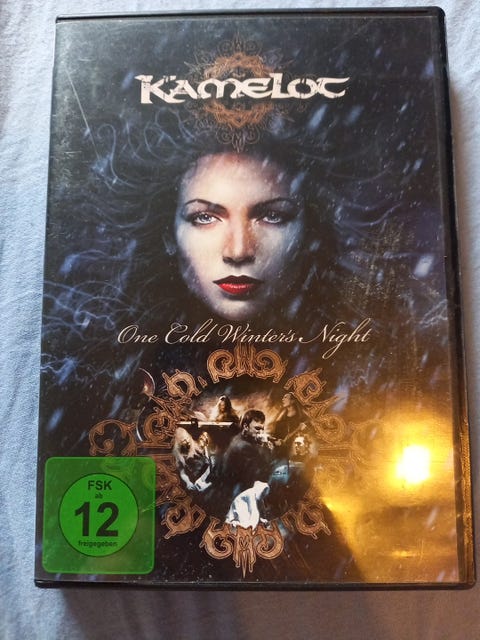 KAMELOT
One Cold Winter's Night
FSK
ab
12
freigegeben